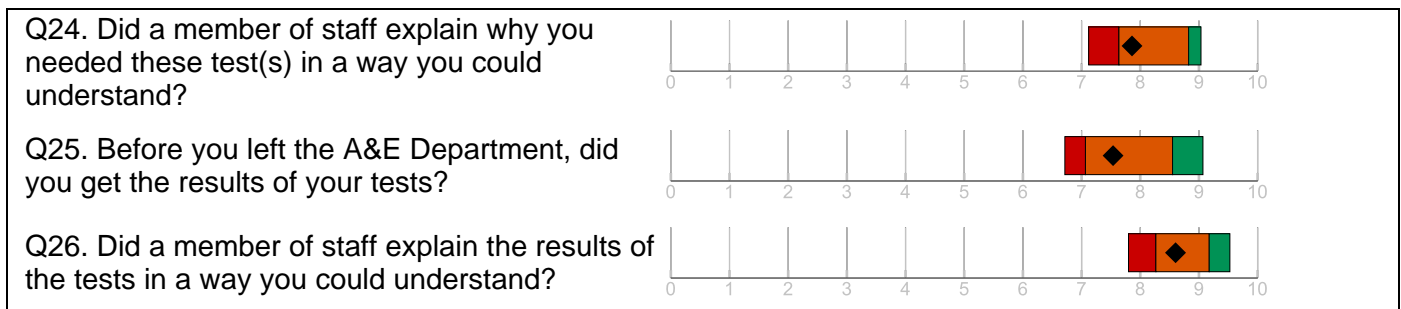 Q24. Did a member of staff explain why you
needed these test(s) in a way you could
understand?
0 1 2 3 4 5 6 7 8 9 10
Q25. Before you left the A&E Department, did
you get the results of your tests?
0 1 2 3 4 5 6 7 8 9 10
Q26. Did a member of staff explain the results of
the tests in a way you could understand?
0 1 2 3 4 5 6 7 8 9 10